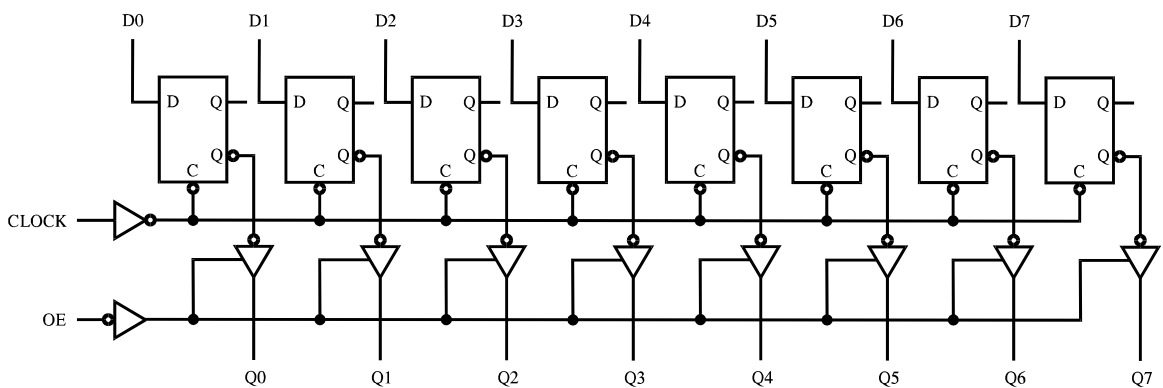 D0 D1 D2 D3 D4 D5 D6 D7
D Q D Q D Q D Q D Q D Q D Q D Q
Q Q Q Q Q Q Q Q
C C C C C C C C
CLOCK
OE
Q0 Q1 Q2 Q3 Q4 Q5 Q6 Q7